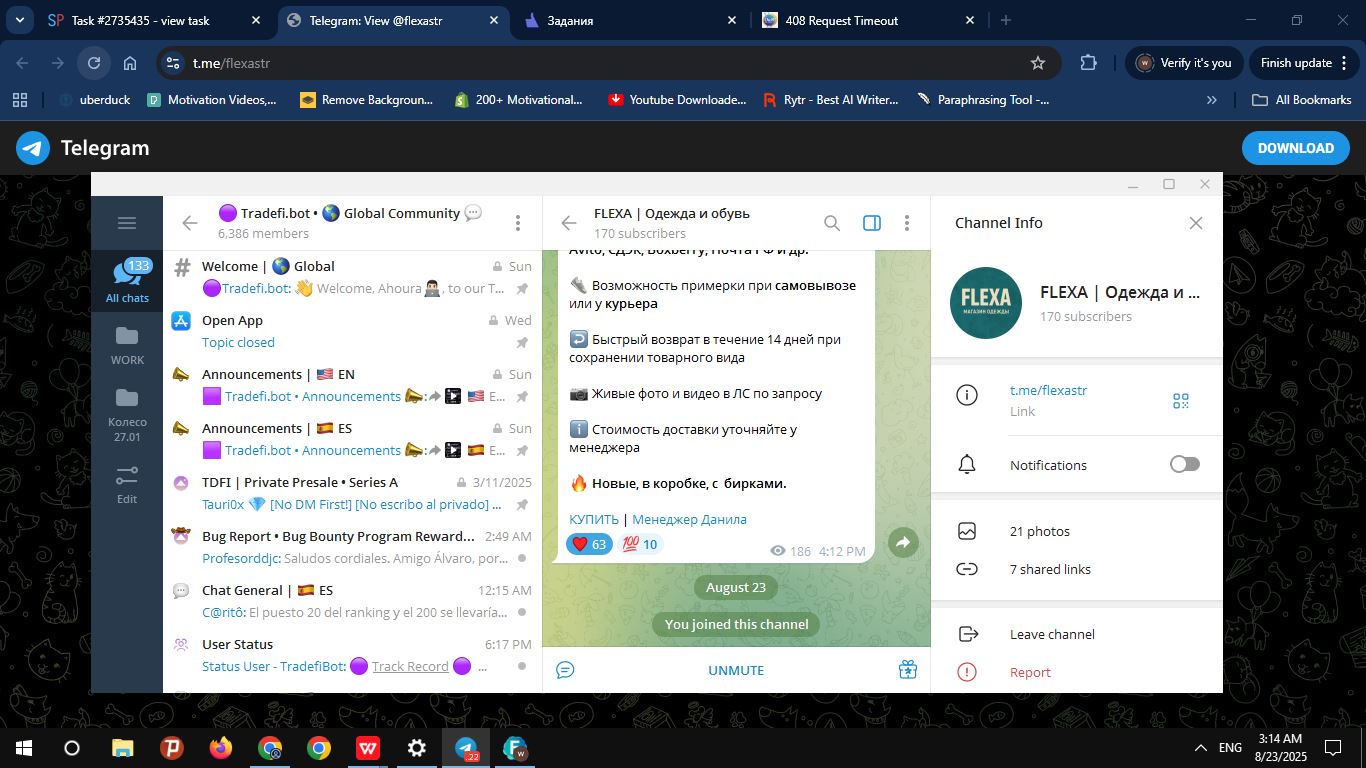 Task #2735435 - view task
Telegram: View @flexastr
Задания
408 Request Timeout
t.me/flexastr
Verify it's you
Finish update
uberduck
Motivation Videos,...
Remove Backgroun...
200+ Motivational...
Youtube Downloade...
Rytr - Best AI Writer...
Paraphrasing Tool -...
All Bookmarks
Telegram
DOWNLOAD
133
All chats
WORK
Колесо
27.01
Edit
Tradefi.bot • 🌎 Global Community 💬
6,386 members
Welcome | 🌎 Global
Sun
Tradefi.bot: 👋 Welcome, Ahoura👨🏻‍💻, to our T...
Open App
Wed
Topic closed
Announcements | 🇺🇸 EN
Sun
Tradefi.bot • Announcements 📣: E...
Announcements | 🇪🇸 ES
Sun
Tradefi.bot • Announcements 📣: E...
TDFI | Private Presale • Series A
3/11/2025
Tauri0x 💎 [No DM First!] [No escribo al privado] ...
Bug Report • Bug Bounty Program Reward...
2:49 AM
Profesorddjc: Saludos cordiales. Amigo Álvaro, por...
Chat General | 🇪🇸 ES
12:15 AM
C@ritô: El puesto 20 del ranking y el 200 se llevaría...
User Status
6:17 PM
Status User - TradefiBot: 🟣 Track Record 🟣 ...
FLEXA | Одежда и обувь
170 subscribers
Avito, СДЭК, Boxberry, Почта РФ и др.
Возможность примерки при самовывозе
или у курьера
Быстрый возврат в течение 14 дней при
сохранении товарного вида
Живые фото и видео в ЛС по запросу
Стоимость доставки уточняйте у
менеджера
Новые, в коробке, с бирками.
КУПИТЬ | Менеджер Данила
63
💯 10
186 4:12 PM
August 23
You joined this channel
UNMUTE
Channel Info
FLEXA
МАГАЗИН ОДЕЖДЫ
FLEXA | Одежда и ...
170 subscribers
t.me/flexastr
Link
Notifications
21 photos
7 shared links
Leave channel
Report
22
ENG
3:14 AM
8/23/2025